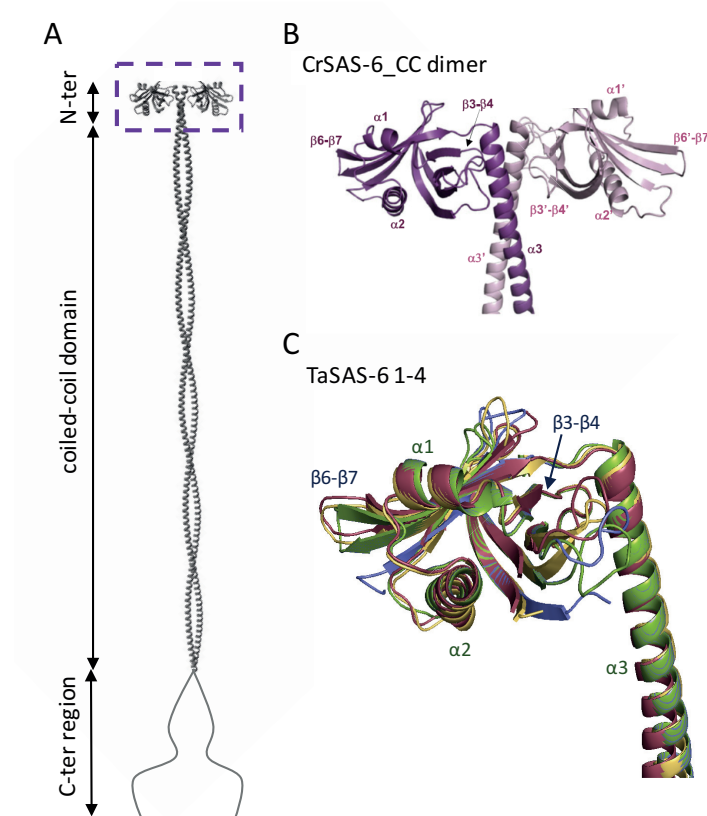 A
N-ter
coiled-coil domain
C-ter region
B
CrSAS-6_CC dimer
α1
β3-β4
β6-β7
α2
α3'
α3
α1'
β6'-β7
β3'-β4'
α2'
C
TaSAS-6 1-4
β3-β4
α1
β6-β7
α2
α3